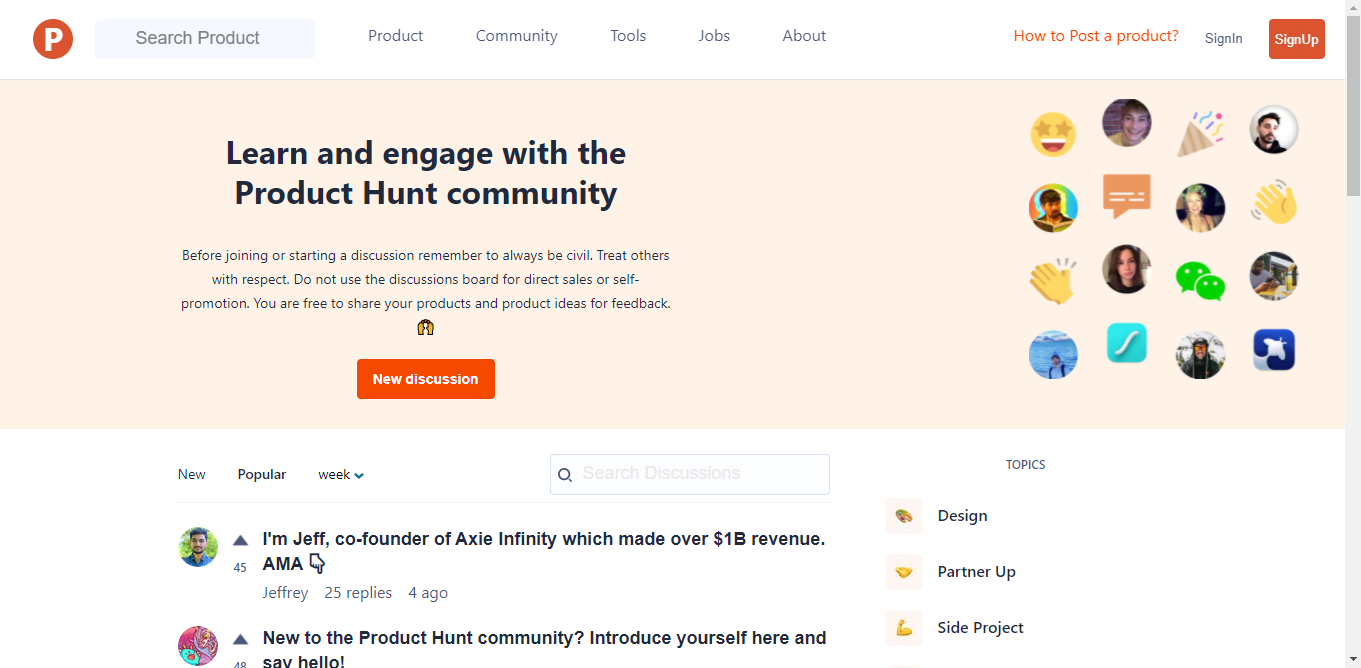 P
Search Product
Product
Community
Tools
Jobs
About
How to Post a product?
SignIn
SignUp
Learn and engage with the
Product Hunt community
Before joining or starting a discussion remember to always be civil. Treat others
with respect. Do not use the discussions board for direct sales or self-
promotion. You are free to share your products and product ideas for feedback.
New discussion
New
Popular
week
Search Discussions
I'm Jeff, co-founder of Axie Infinity which made over $1B revenue.
AMA
45
Jeffrey 25 replies 4 ago
New to the Product Hunt community? Introduce yourself here and
say hello!
48
TOPICS
Design
Partner Up
Side Project